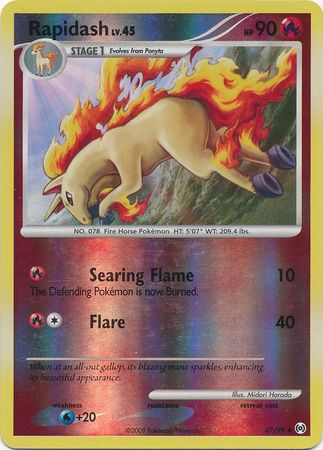 Rapidash LV.45 HP 90
STAGE 1 Evolves from Ponyta
NO. 078 Fire Horse Pokémon HT: 5'07" WT: 209.4 lbs.
Searing Flame 10
The Defending Pokémon is now Burned.
Flare 40
When at an all-out gallop, its blazing mane sparkles, enhancing
its beautiful appearance.
Illus. Midori Harada
weakness resistance retreat cost
+20 47/99
©2009 Pokémon/Nintendo